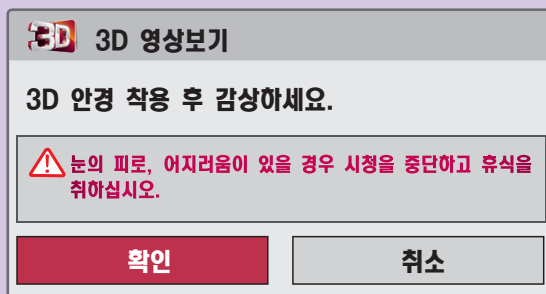 3D 3D 영상보기
3D 안경 착용 후 감상하세요.
눈의 피로, 어지러움이 있을 경우 시청을 중단하고 휴식을
취하십시오.
확인 취소